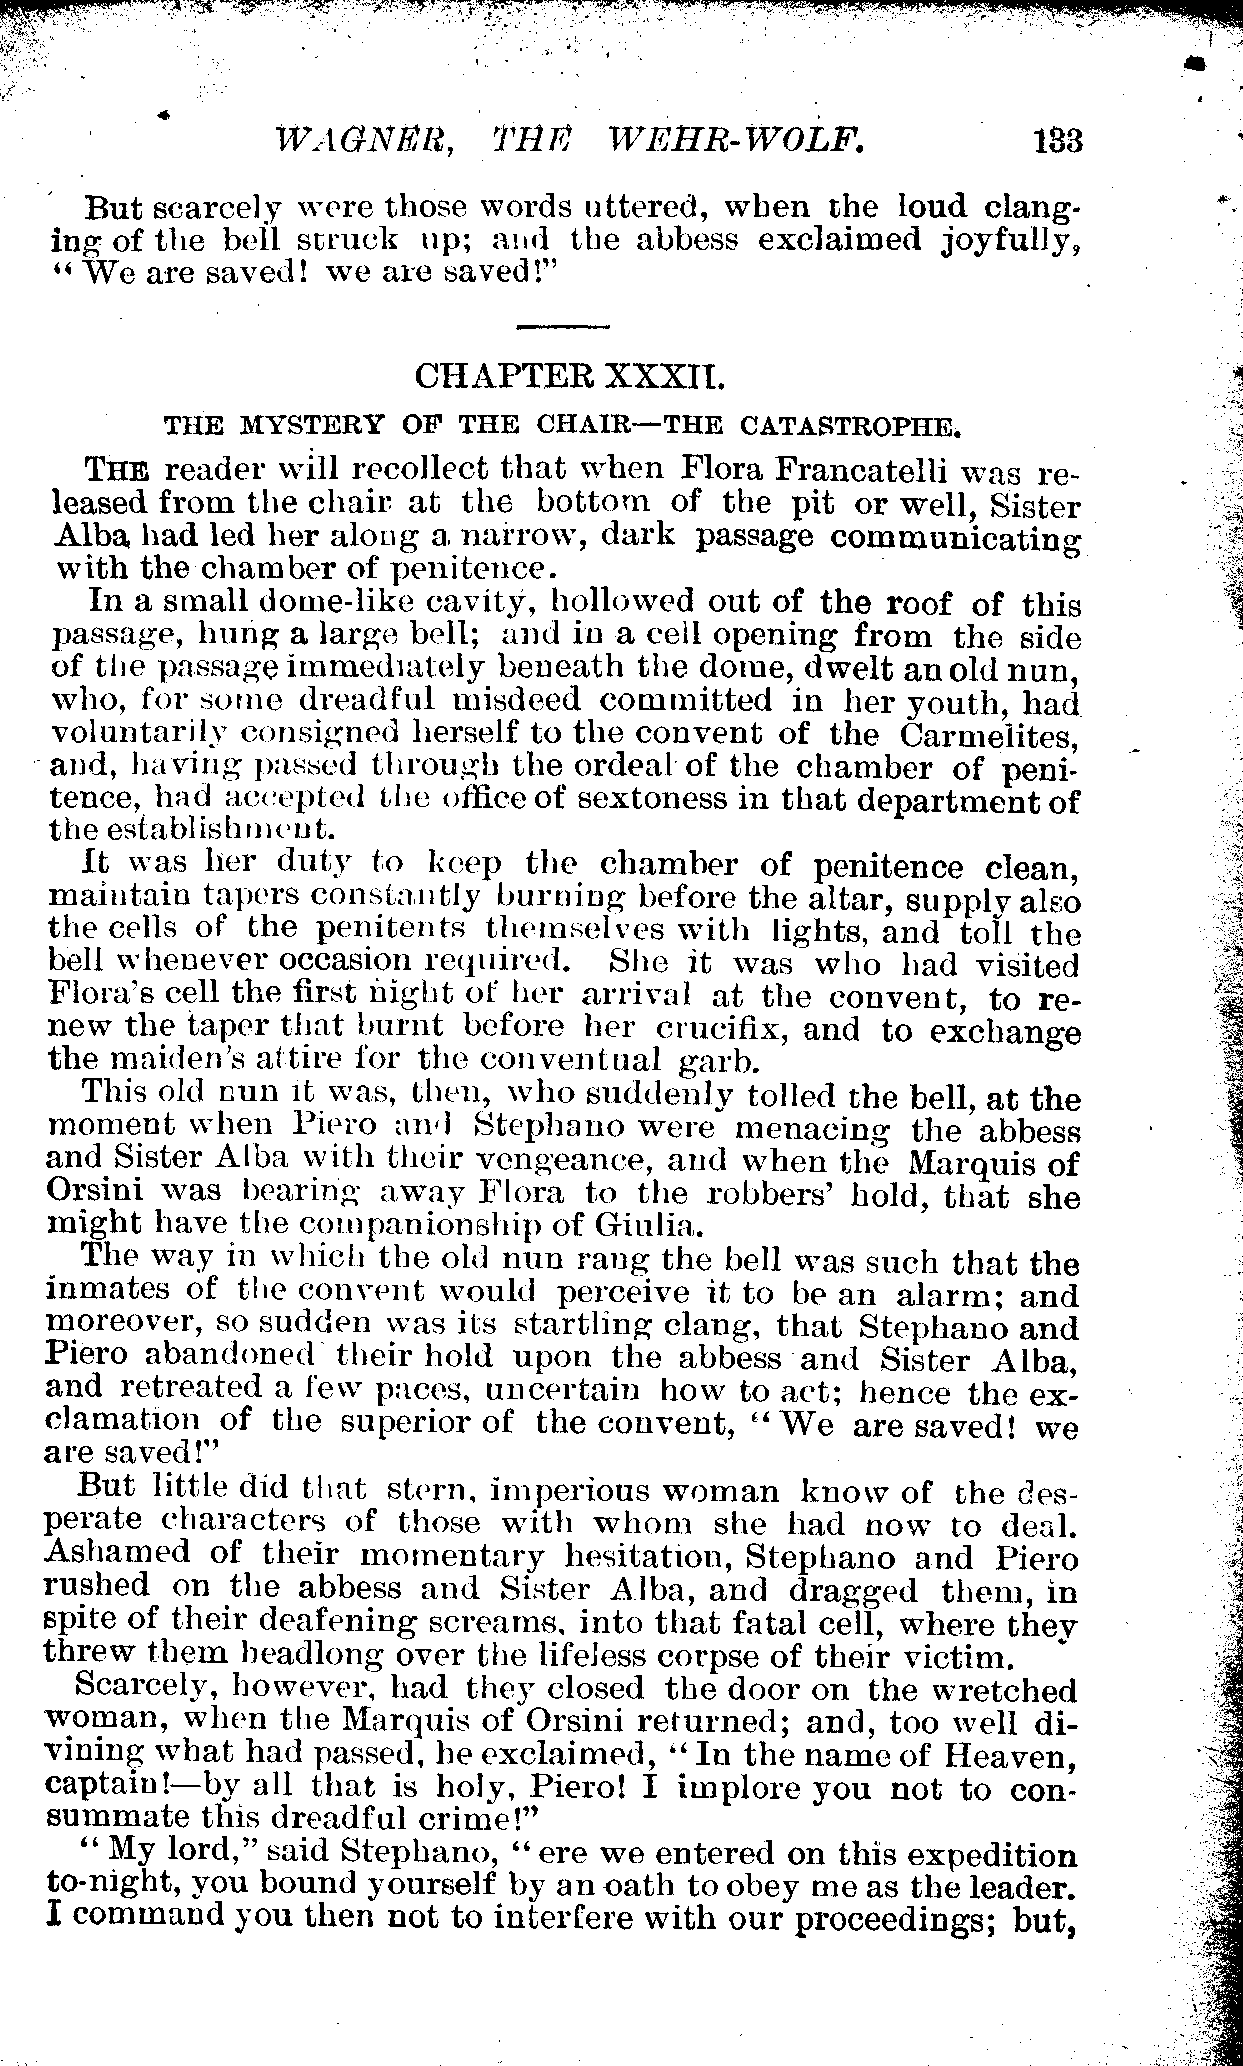 WAGNER, THE WEHR-WOLF. 133
But scarcely were those words uttered, when the loud clang-
ing of the bell struck up; and the abbess exclaimed joyfully,
“ We are saved! we are saved!”
CHAPTER XXXII.
THE MYSTERY OF THE CHAIR—THE CATASTROPHE.
THE reader will recollect that when Flora Francatelli was re-
leased from the chair at the bottom of the pit or well, Sister
Alba had led her along a narrow, dark passage communicating
with the chamber of penitence.
In a small dome-like cavity, hollowed out of the roof of this
passage, hung a large bell; and in a cell opening from the side
of the passage immediately beneath the dome, dwelt an old nun,
who, for some dreadful misdeed committed in her youth, had
voluntarily consigned herself to the convent of the Carmelites,
and, having passed through the ordeal of the chamber of peni-
tence, had accepted the office of sextoness in that department of
the establishment.
It was her duty to keep the chamber of penitence clean,
maintain tapers constantly burning before the altar, supply also
the cells of the penitents themselves with lights, and toll the
bell whenever occasion required. She it was who had visited
Flora's cell the first night of her arrival at the convent, to re-
new the taper that burnt before her crucifix, and to exchange
the maiden's attire for the conventual garb.
This old nun it was, then, who suddenly tolled the bell, at the
moment when Piero and Stephano were menacing the abbess
and Sister Alba with their vengeance, and when the Marquis of
Orsini was bearing away Flora to the robbers' hold, that she
might have the companionship of Giulia.
The way in which the old nun rang the bell was such that the
inmates of the convent would perceive it to be an alarm; and
moreover, so sudden was its startling clang, that Stephano and
Piero abandoned their hold upon the abbess and Sister Alba,
and retreated a few paces, uncertain how to act; hence the ex-
clamation of the superior of the convent, “ We are saved! we
are saved!”
But little did that stern, imperious woman know of the des-
perate characters of those with whom she had now to deal.
Ashamed of their momentary hesitation, Stephano and Piero
rushed on the abbess and Sister Alba, and dragged them, in
spite of their deafening screams, into that fatal cell, where they
threw them headlong over the lifeless corpse of their victim.
Scarcely, however, had they closed the door on the wretched
woman, when the Marquis of Orsini returned; and, too well di-
vining what had passed, he exclaimed, “ In the name of Heaven,
captain!—by all that is holy, Piero! I implore you not to con-
summate this dreadful crime!”
“ My lord,” said Stephano, “ ere we entered on this expedition
to-night, you bound yourself by an oath to obey me as the leader.
I command you then not to interfere with our proceedings; but,